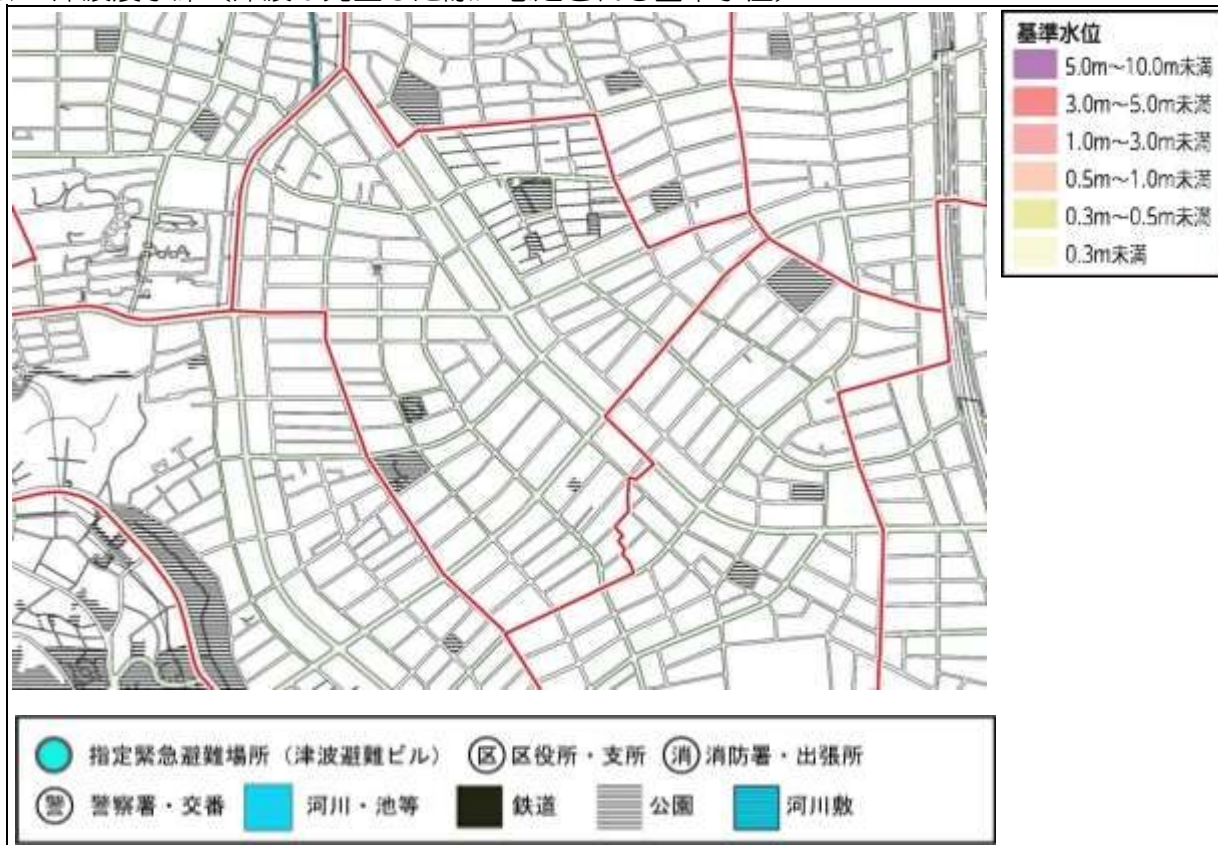 基準水位
5.0m～10.0m未満
3.0m～5.0m未満
1.0m～3.0m未満
0.5m～1.0m未満
0.3m～0.5m未満
0.3m未満
指定緊急避難場所（津波避難ビル） 区 区役所・支所 消 消防署・出張所
警 警察署・交番 河川・池等 鉄道 公園 河川敷